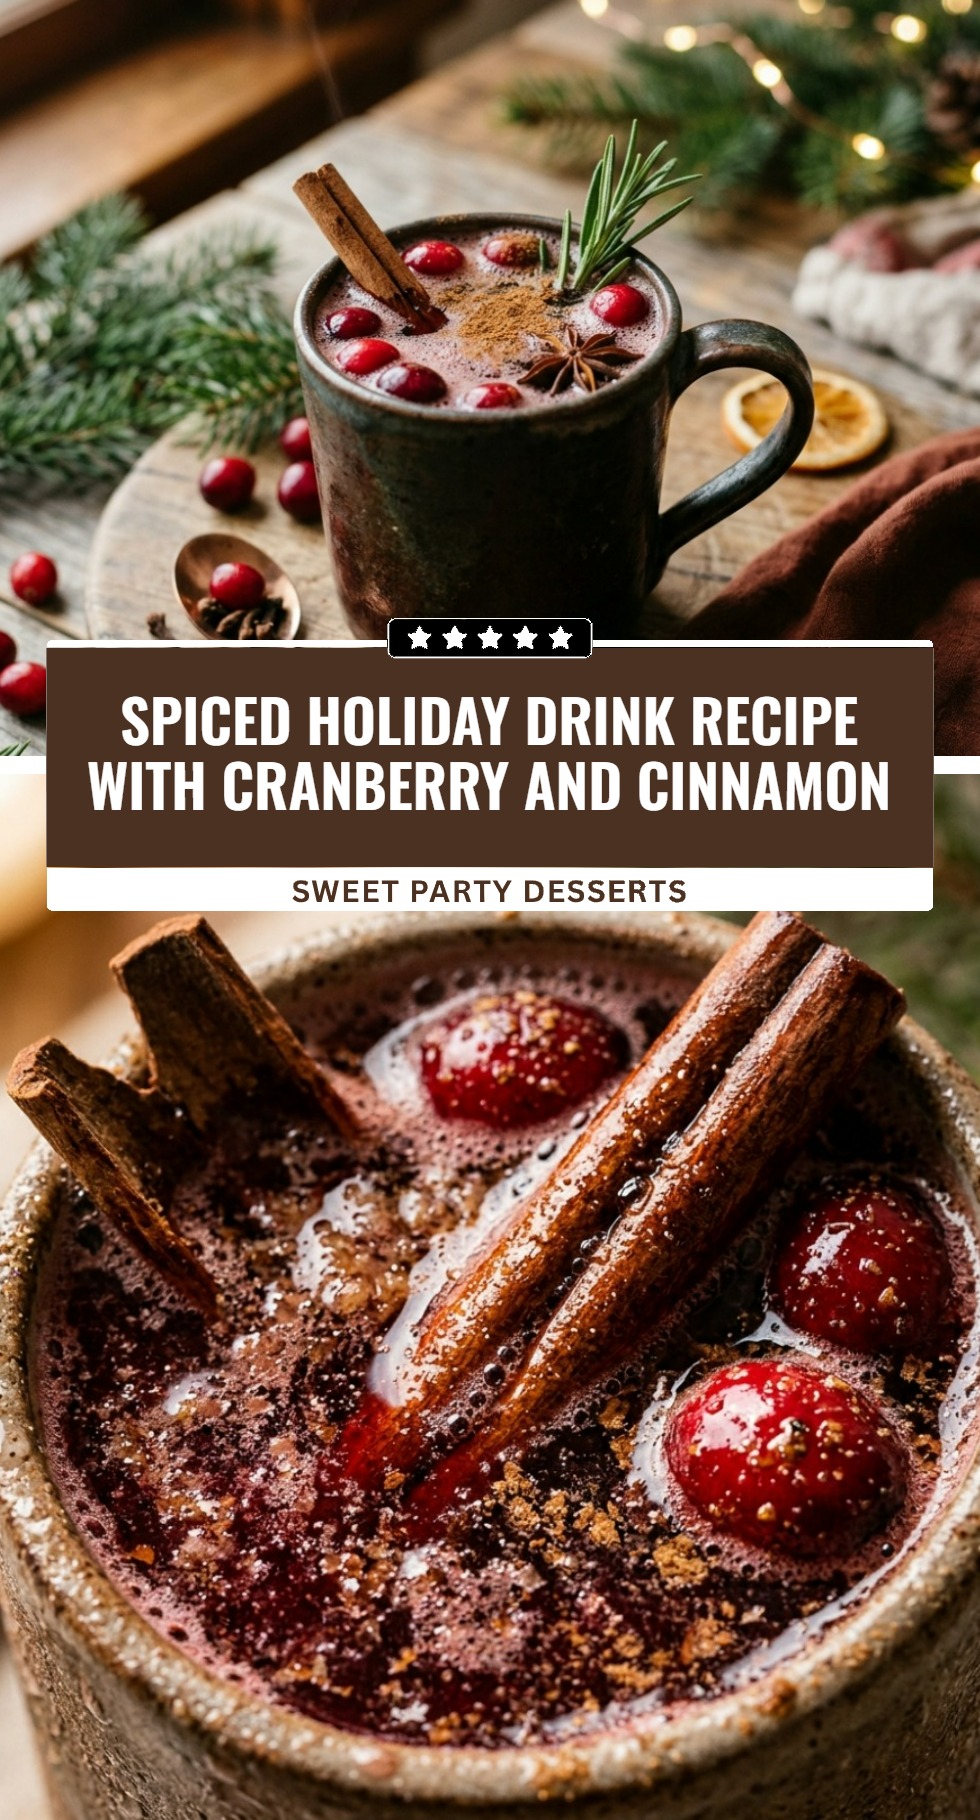 SPICED HOLIDAY DRINK RECIPE
WITH CRANBERRY AND CINNAMON
SWEET PARTY DESSERTS